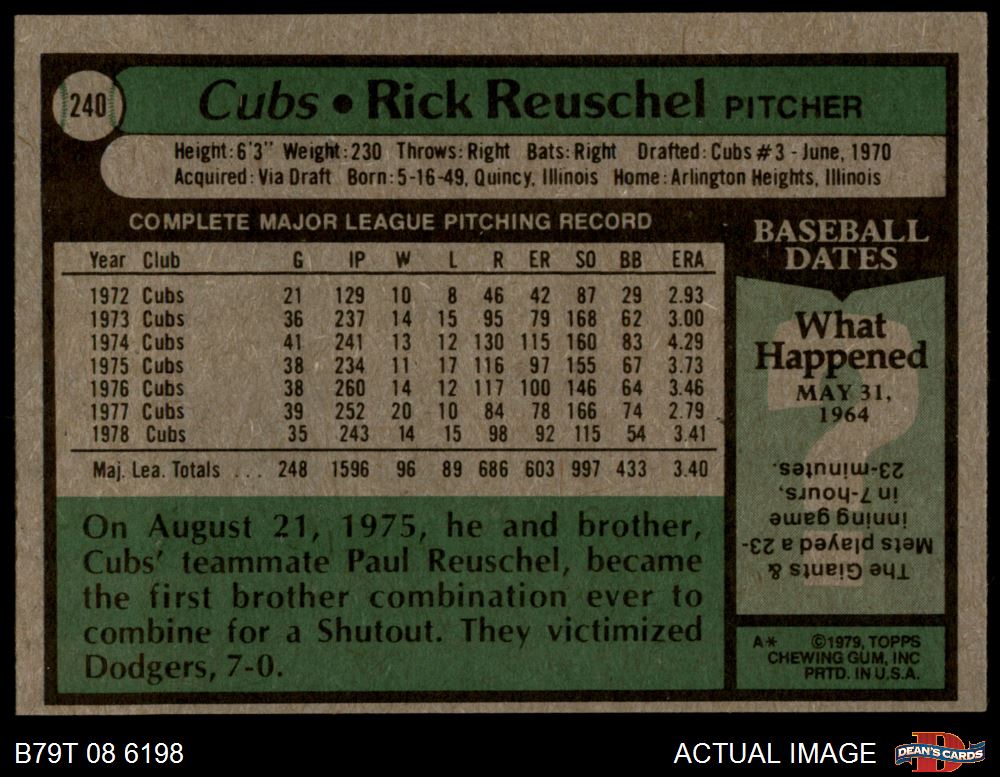 240
Cubs • Rick Reuschel PITCHER
Height: 6'3" Weight: 230 Throws: Right Bats: Right Drafted: Cubs #3 - June, 1970
Acquired: Via Draft Born: 5-16-49, Quincy, Illinois Home: Arlington Heights, Illinois
COMPLETE MAJOR LEAGUE PITCHING RECORD
Year Club G IP W L R ER SO BB ERA
1972 Cubs 21 129 10 8 46 42 87 29 2.93
1973 Cubs 36 237 14 15 95 79 168 62 3.00
1974 Cubs 41 241 13 12 130 115 160 83 4.29
1975 Cubs 38 234 11 17 116 97 155 67 3.73
1976 Cubs 38 260 14 12 117 100 146 64 3.46
1977 Cubs 39 252 20 10 84 78 166 74 2.79
1978 Cubs 35 243 14 15 98 92 115 54 3.41
Maj. Lea. Totals ... 248 1596 96 89 686 603 997 433 3.40
On August 21, 1975, he and brother,
Cubs' teammate Paul Reuschel, became
the first brother combination ever to
combine for a Shutout. They victimized
Dodgers, 7-0.
BASEBALL
DATES
What
Happened
MAY 31,
1964
The Giants &
Mets played a 23-
inning game
in 7-hours,
23-minutes.
A* ©1979, TOPPS
CHEWING GUM, INC
PRTD. IN U.S.A.
B79T 08 6198
ACTUAL IMAGE
DEAN'S CARDS